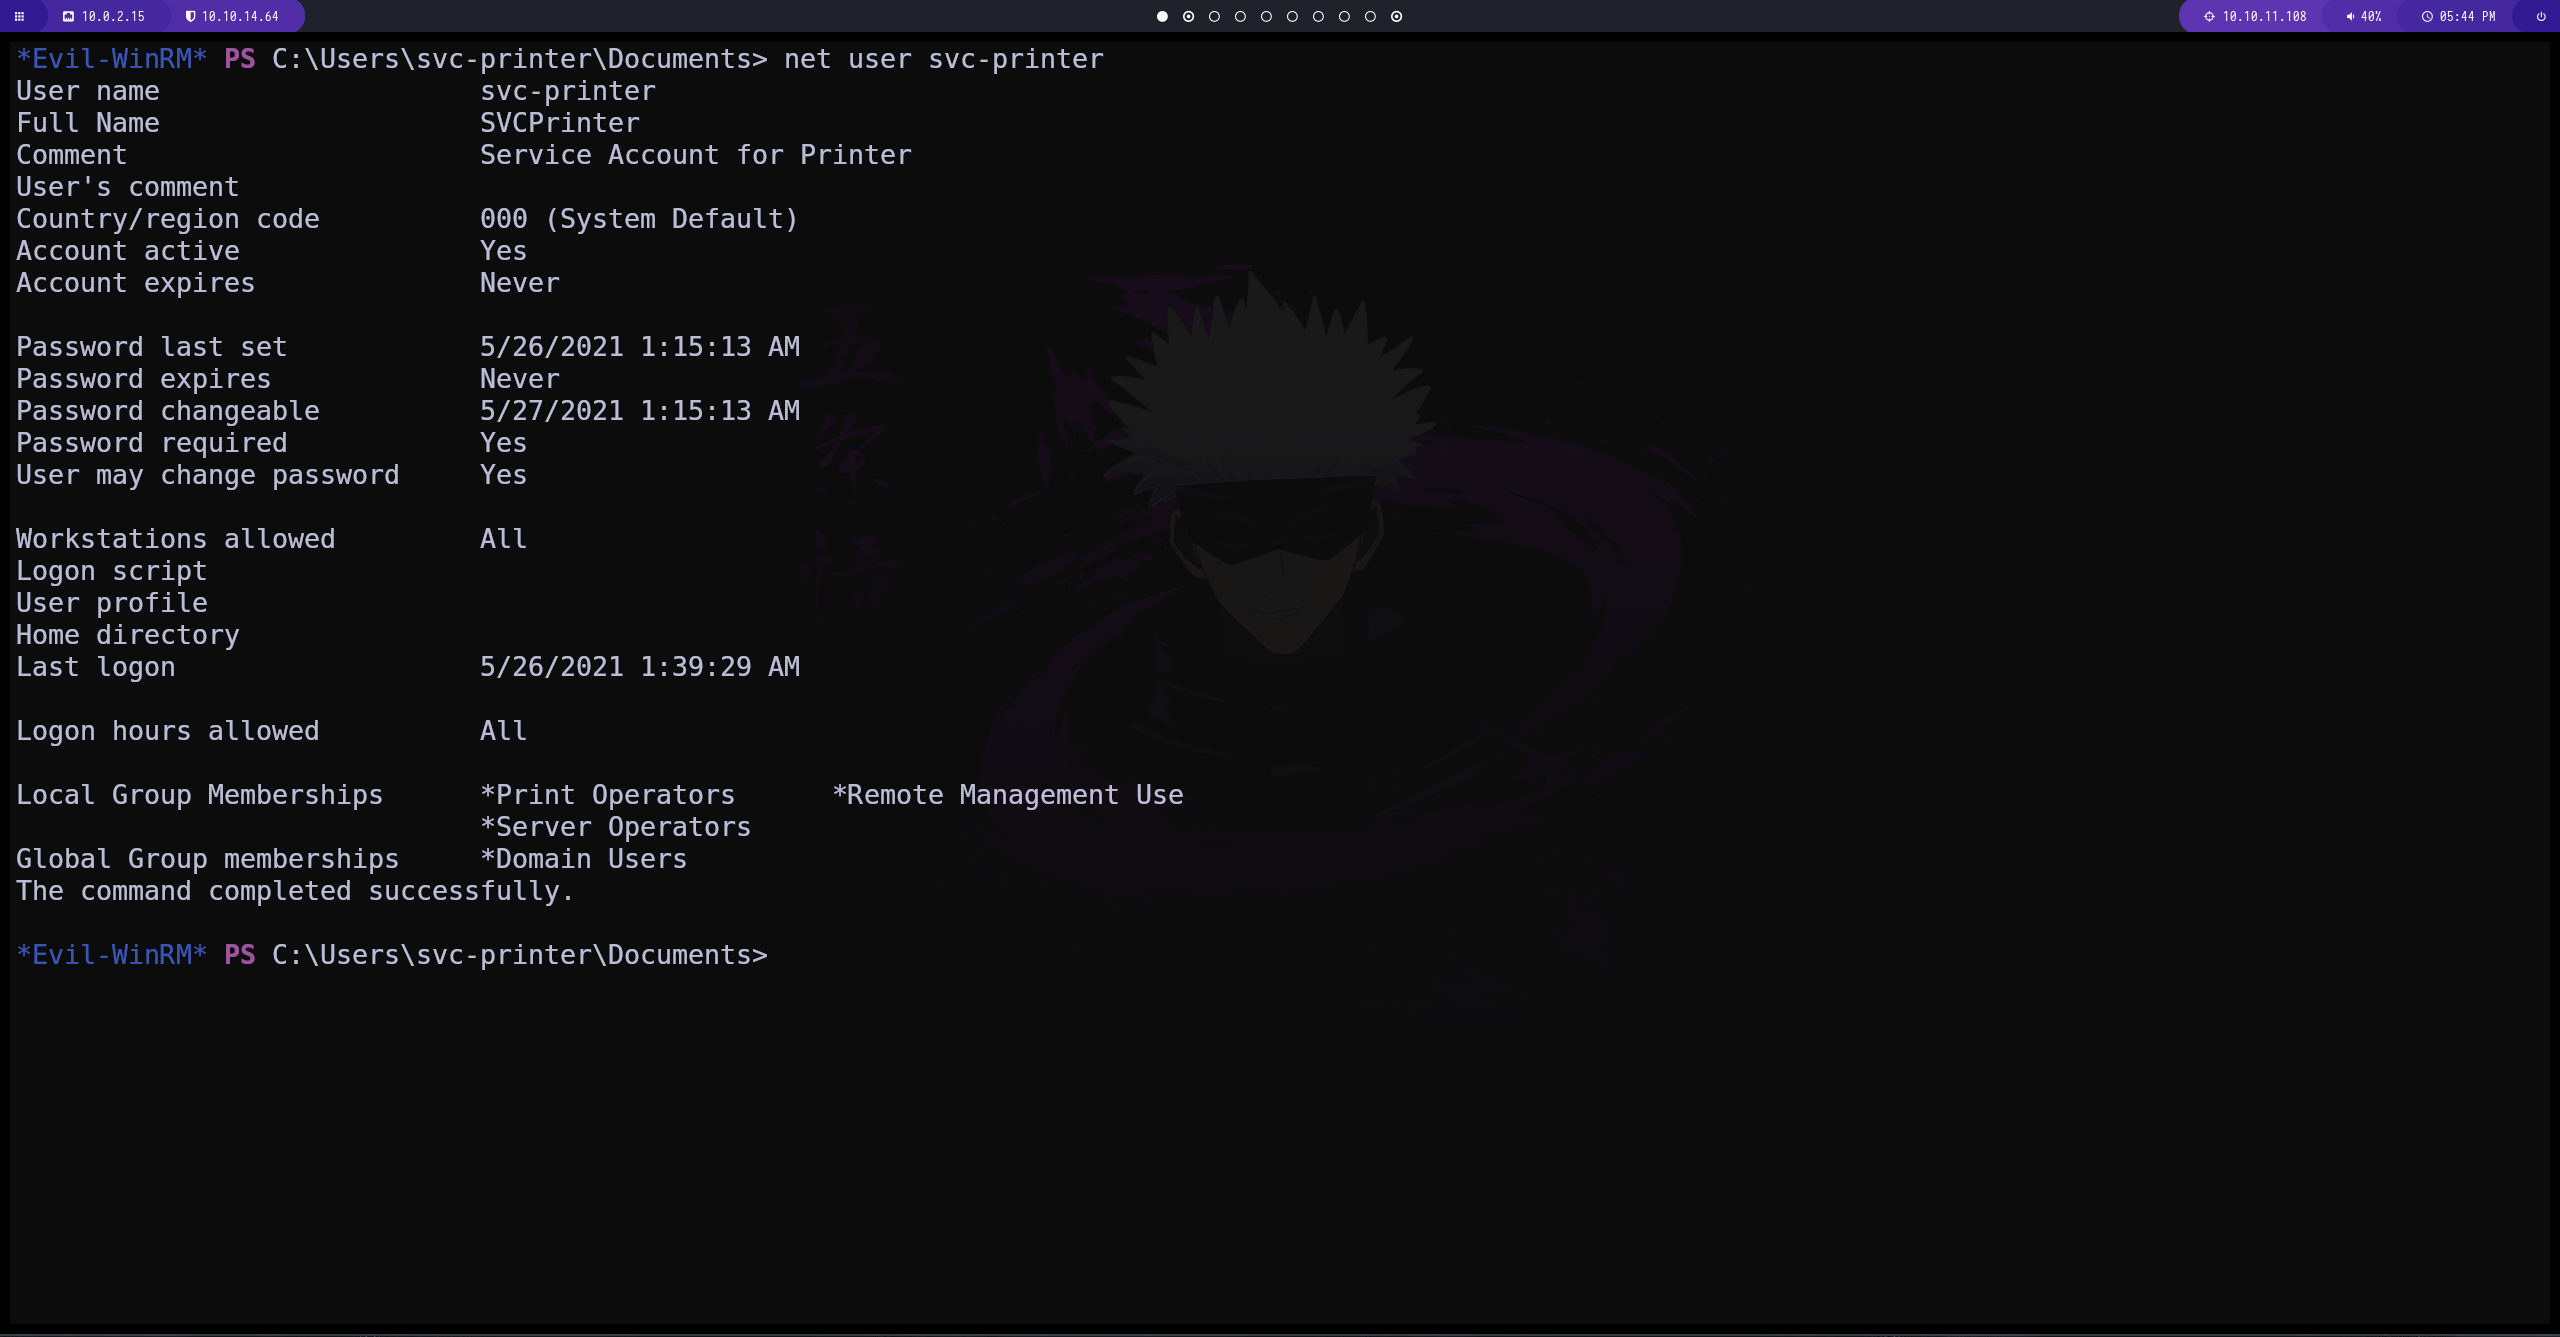 10.0.2.15 10.10.14.64 10.10.11.108 40% 05:44 PM
*Evil-WinRM* PS C:\Users\svc-printer\Documents> net user svc-printer
User name                    svc-printer
Full Name                    SVCPrinter
Comment                      Service Account for Printer
User's comment
Country/region code          000 (System Default)
Account active               Yes
Account expires              Never
Password last set            5/26/2021 1:15:13 AM
Password expires             Never
Password changeable          5/27/2021 1:15:13 AM
Password required            Yes
User may change password     Yes
Workstations allowed         All
Logon script
User profile
Home directory
Last logon                   5/26/2021 1:39:29 AM
Logon hours allowed          All
Local Group Memberships      *Print Operators      *Remote Management Use
                             *Server Operators
Global Group memberships     *Domain Users
The command completed successfully.
*Evil-WinRM* PS C:\Users\svc-printer\Documents>
五
条
悟